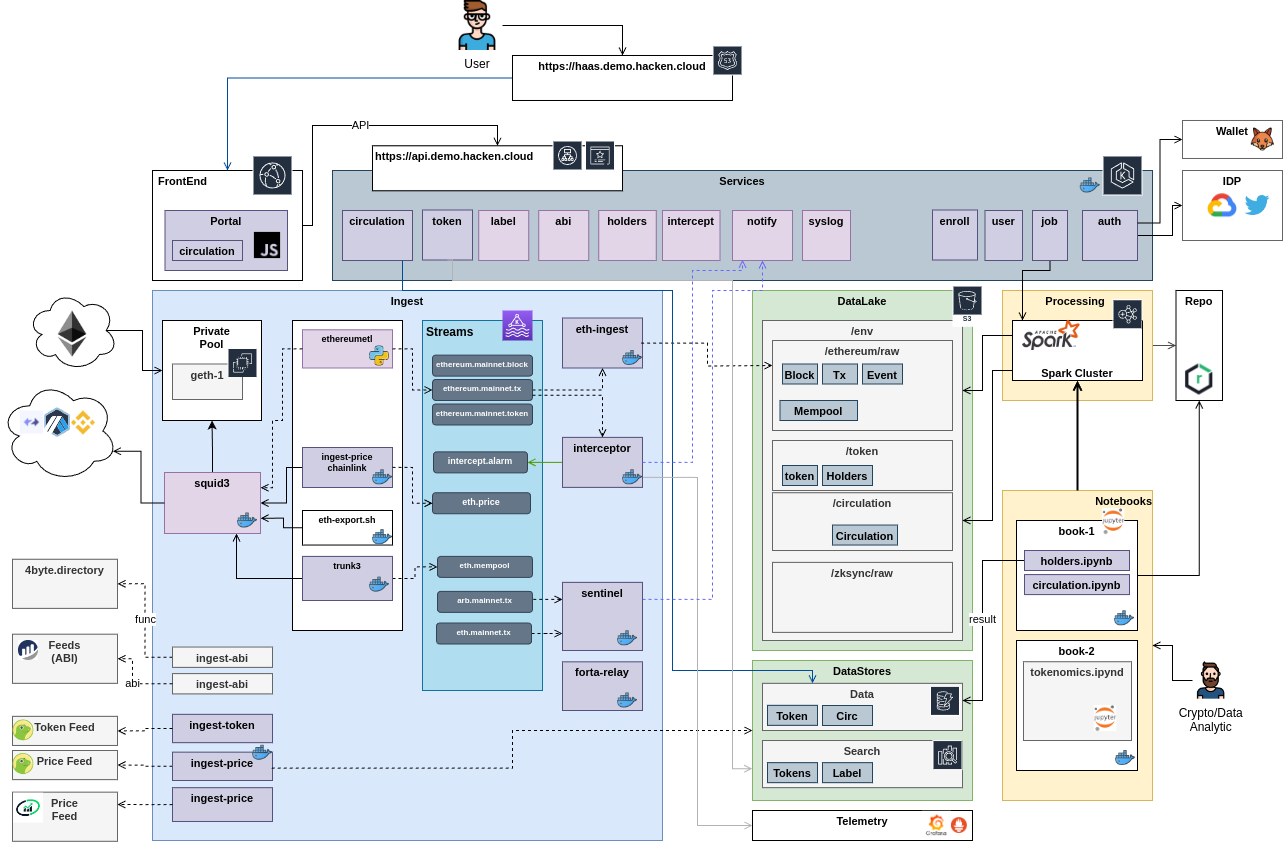 User
https://haas.demo.hacken.cloud
S3
API
https://api.demo.hacken.cloud
FrontEnd
Portal
circulation
JS
Services
K
circulation
token
label
abi
holders
intercept
notify
syslog
enroll
user
job
auth
Wallet
IDP
Ingest
Private
Pool
geth-1
squid3
ethereumetl
ingest-price
chainlink
eth-export.sh
trunk3
Streams
ethereum.mainnet.block
ethereum.mainnet.tx
ethereum.mainnet.token
intercept.alarm
eth.price
eth.mempool
arb.mainnet.tx
eth.mainnet.tx
eth-ingest
interceptor
sentinel
forta-relay
4byte.directory
func
Feeds
(ABI)
abi
ingest-abi
ingest-abi
Token Feed
ingest-token
Price Feed
ingest-price
Price
Feed
ingest-price
DataLake
S3
/env
/ethereum/raw
Block
Tx
Event
Mempool
/token
token
Holders
/circulation
Circulation
/zksync/raw
DataStores
Data
Token
Circ
Search
Tokens
Label
Telemetry
Grafana
Processing
APACHE
Spark
Spark Cluster
Repo
r
Notebooks
jupyter
book-1
holders.ipynb
circulation.ipynb
result
book-2
tokenomics.ipynd
jupyter
Crypto/Data
Analytic